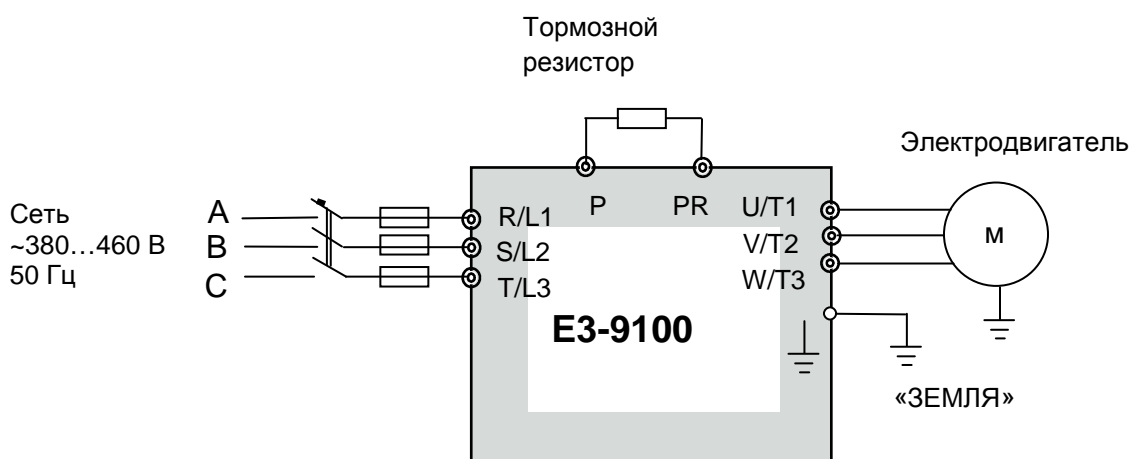 Тормозной
резистор
Электродвигатель
P
PR
Сеть
~380…460 В
50 Гц
A
B
C
R/L1
S/L2
T/L3
U/T1
V/T2
W/T3
М
E3-9100
«ЗЕМЛЯ»